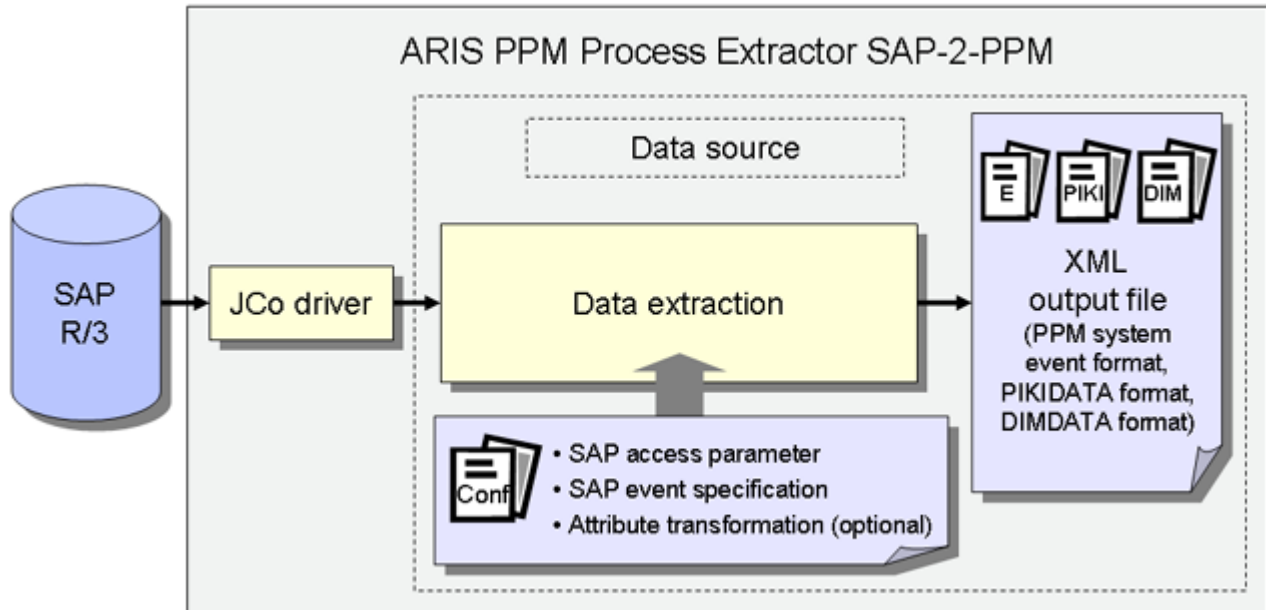 ARIS PPM Process Extractor SAP-2-PPM
Data source
E
PIKI
DIM
XML
output file
(PPM system
event format,
PIKIDATA format,
DIMDATA format)
SAP
R/3
JCo driver
Data extraction
Conf
• SAP access parameter
• SAP event specification
• Attribute transformation (optional)